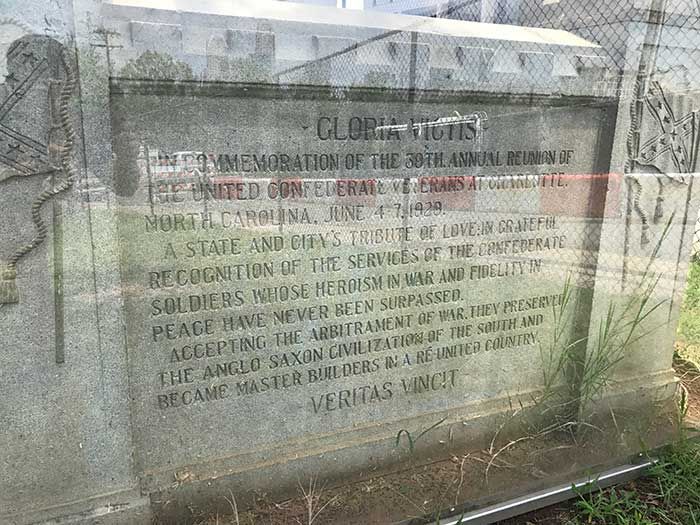 GLORIA VICTIS
IN COMMEMORATION OF THE 39TH ANNUAL REUNION OF
THE UNITED CONFEDERATE VETERANS AT CHARLOTTE,
NORTH CAROLINA, JUNE 4-7, 1929.
A STATE AND CITY'S TRIBUTE OF LOVE; IN GRATEFUL
RECOGNITION OF THE SERVICES OF THE CONFEDERATE
SOLDIERS WHOSE HEROISM IN WAR AND FIDELITY IN
PEACE HAVE NEVER BEEN SURPASSED.
ACCEPTING THE ARBITRAMENT OF WAR, THEY PRESERVED
THE ANGLO SAXON CIVILIZATION OF THE SOUTH AND
BECAME MASTER BUILDERS IN A RE-UNITED COUNTRY.
VERITAS VINCIT